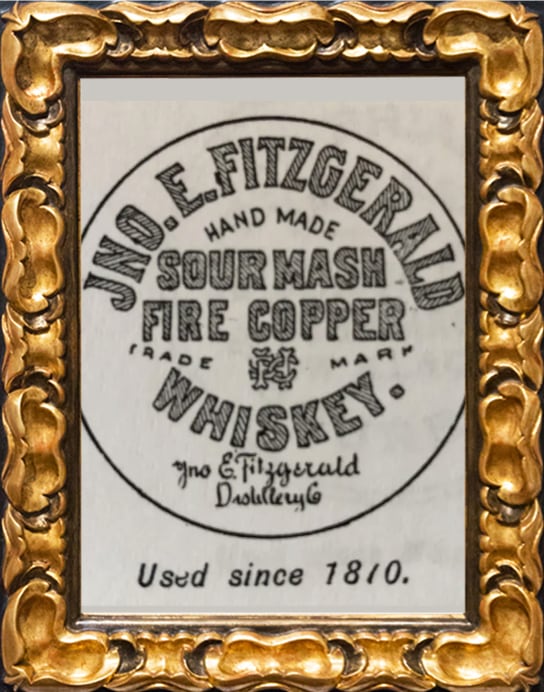 JNO. E. FITZGERALD
HAND MADE
SOUR MASH
FIRE COPPER
TRADE MARK
WHISKEY.
Jno E. Fitzgerald
Distillery Co
Used since 1870.